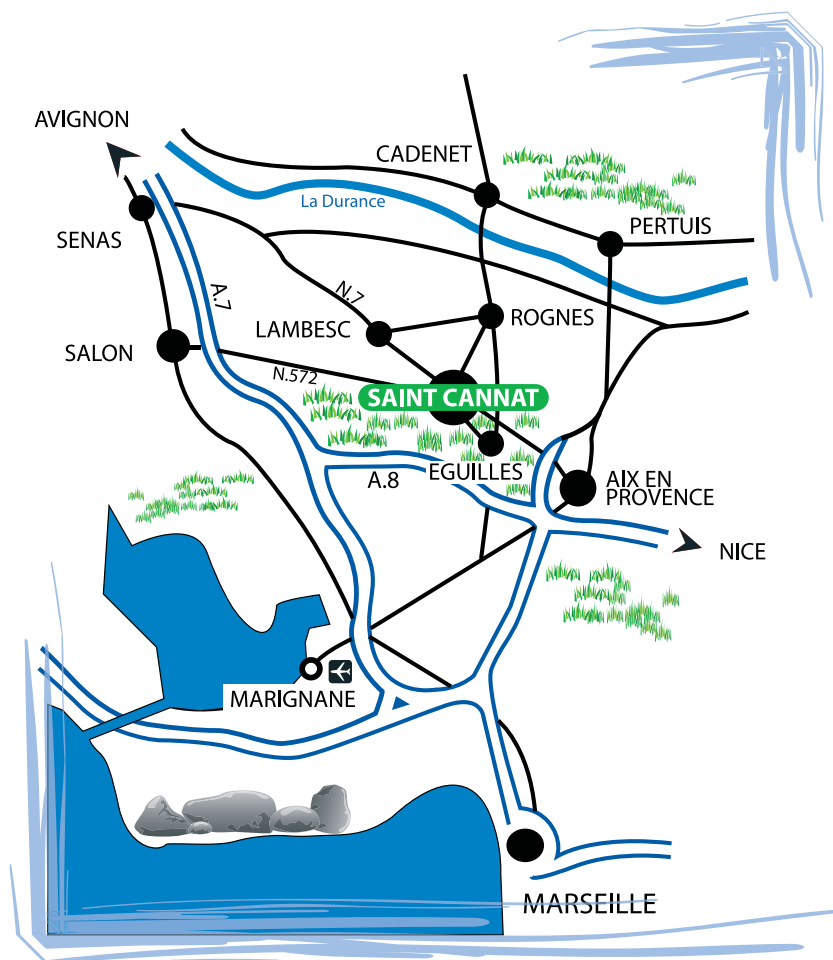 AVIGNON
CADENET
La Durance
PERTUIS
SENAS
A.7
N.7
ROGNES
LAMBESC
SALON
N.572
SAINT CANNAT
EGUILLES
A.8
AIX EN
PROVENCE
NICE
MARIGNANE
MARSEILLE